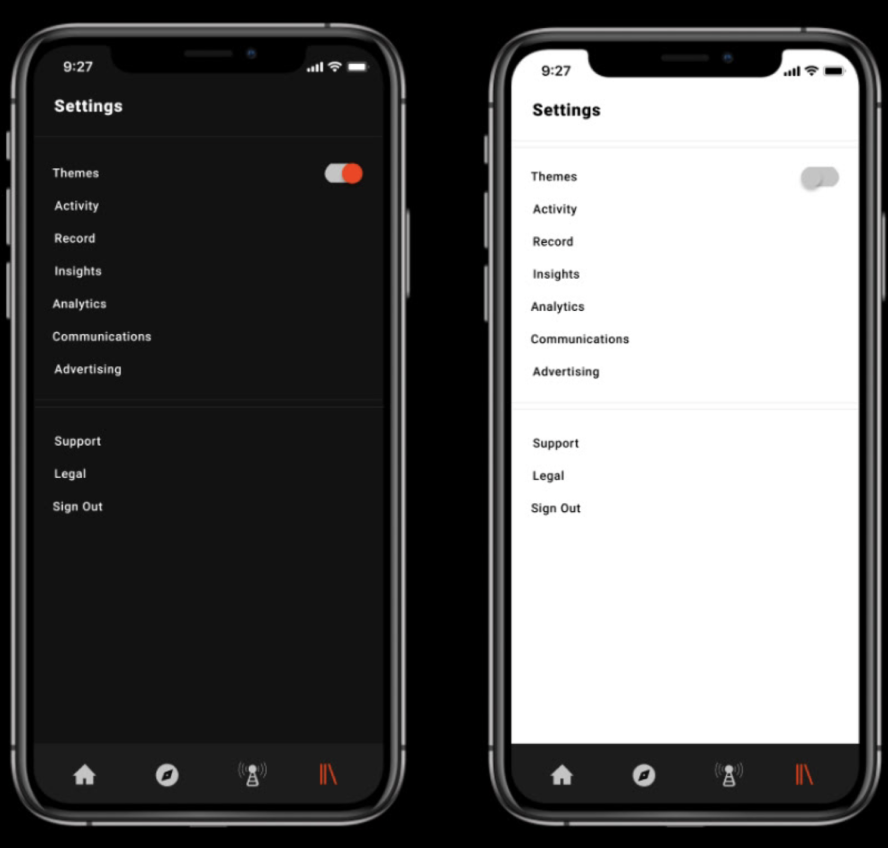 9:27
Settings
Themes
Activity
Record
Insights
Analytics
Communications
Advertising
Support
Legal
Sign Out
9:27
Settings
Themes
Activity
Record
Insights
Analytics
Communications
Advertising
Support
Legal
Sign Out